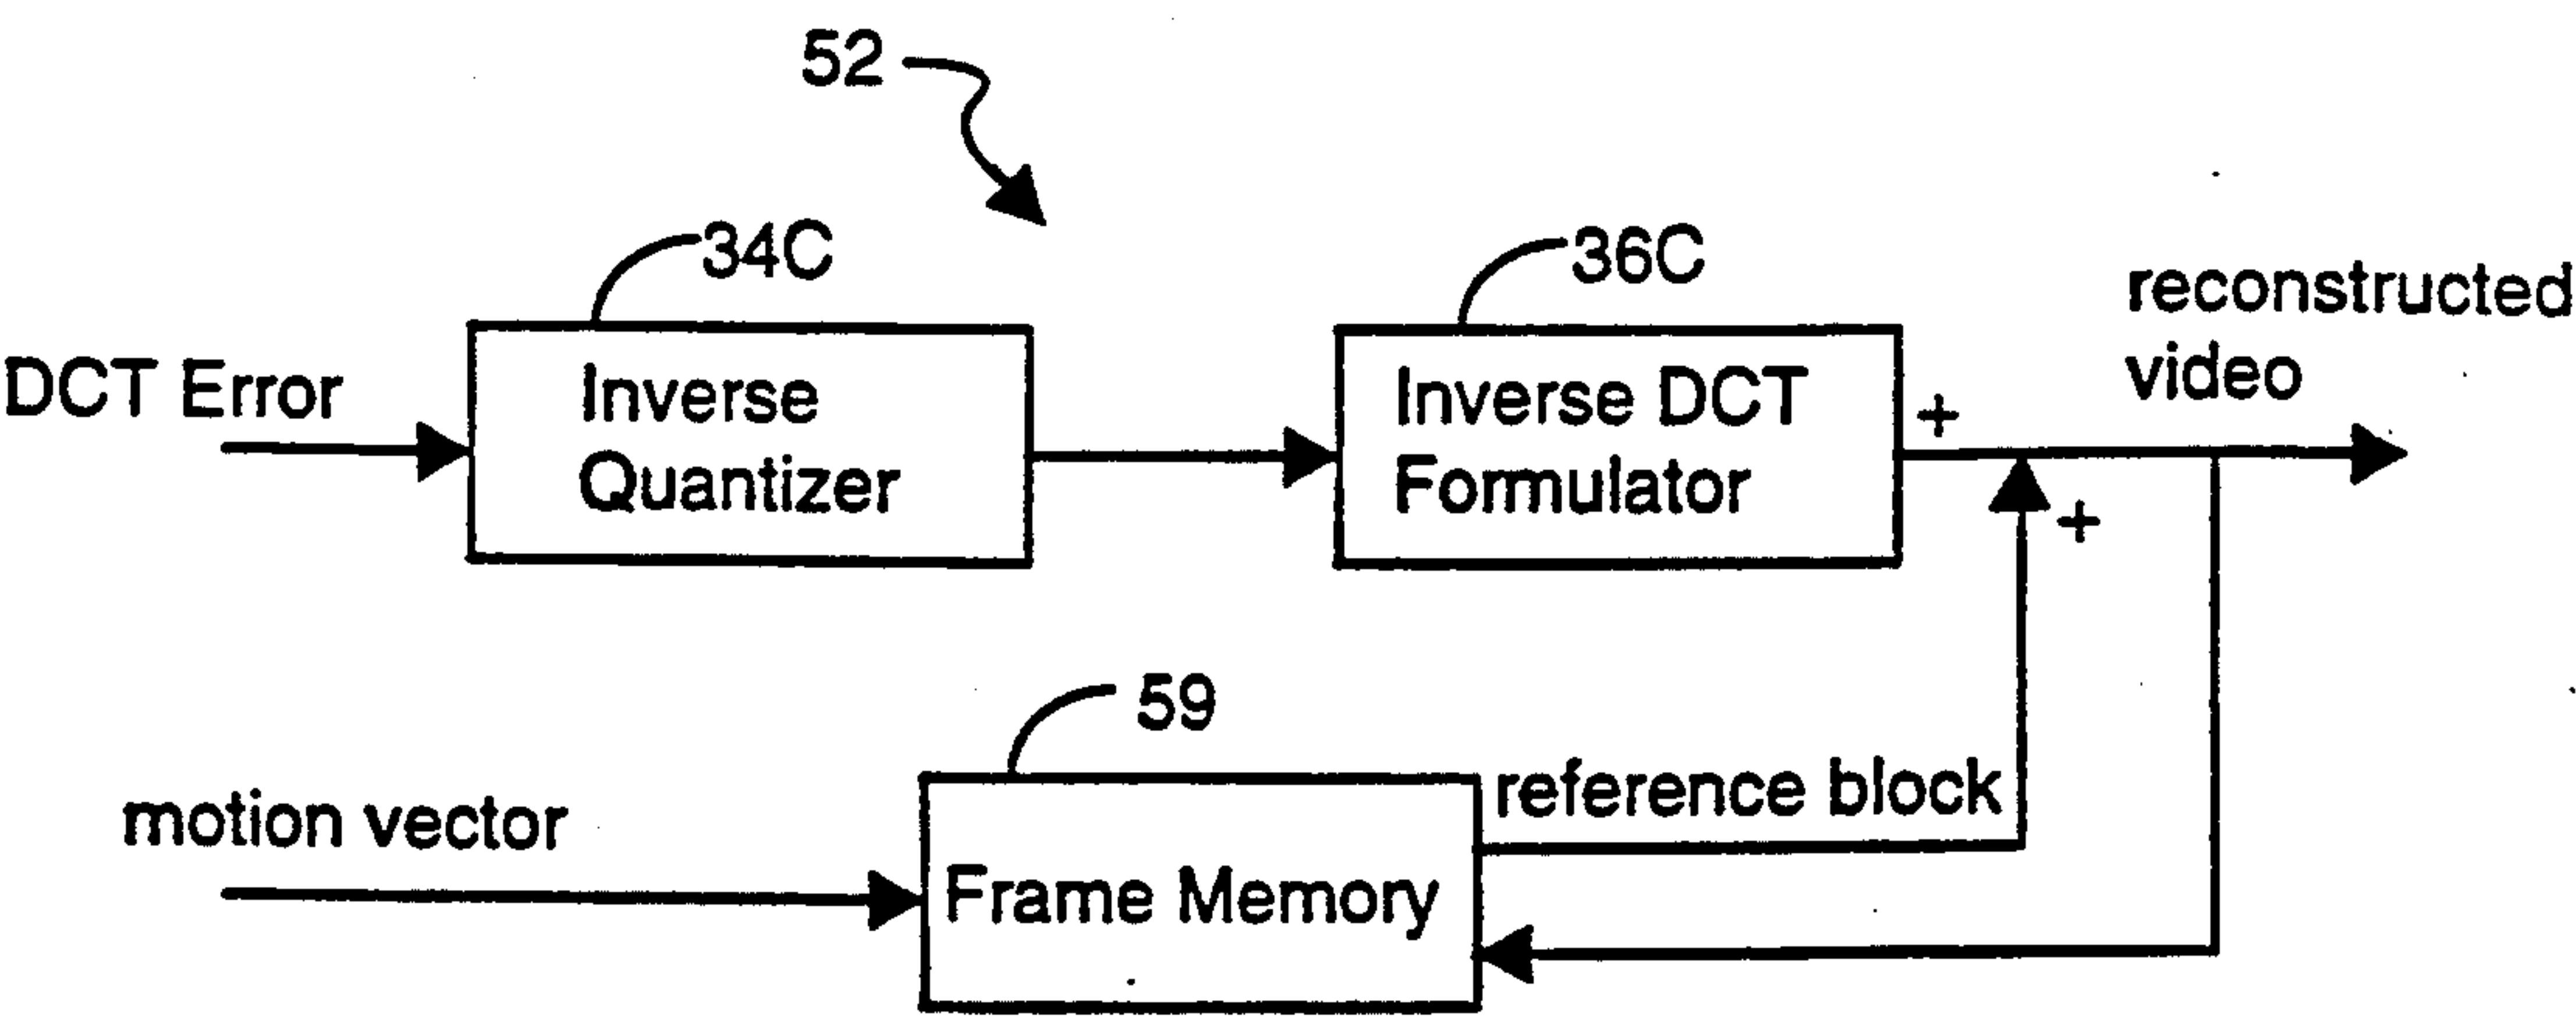 52
34C
36C
reconstructed
video
DCT Error
Inverse
Quantizer
Inverse DCT
Formulator
+
+
59
motion vector
reference block
Frame Memory